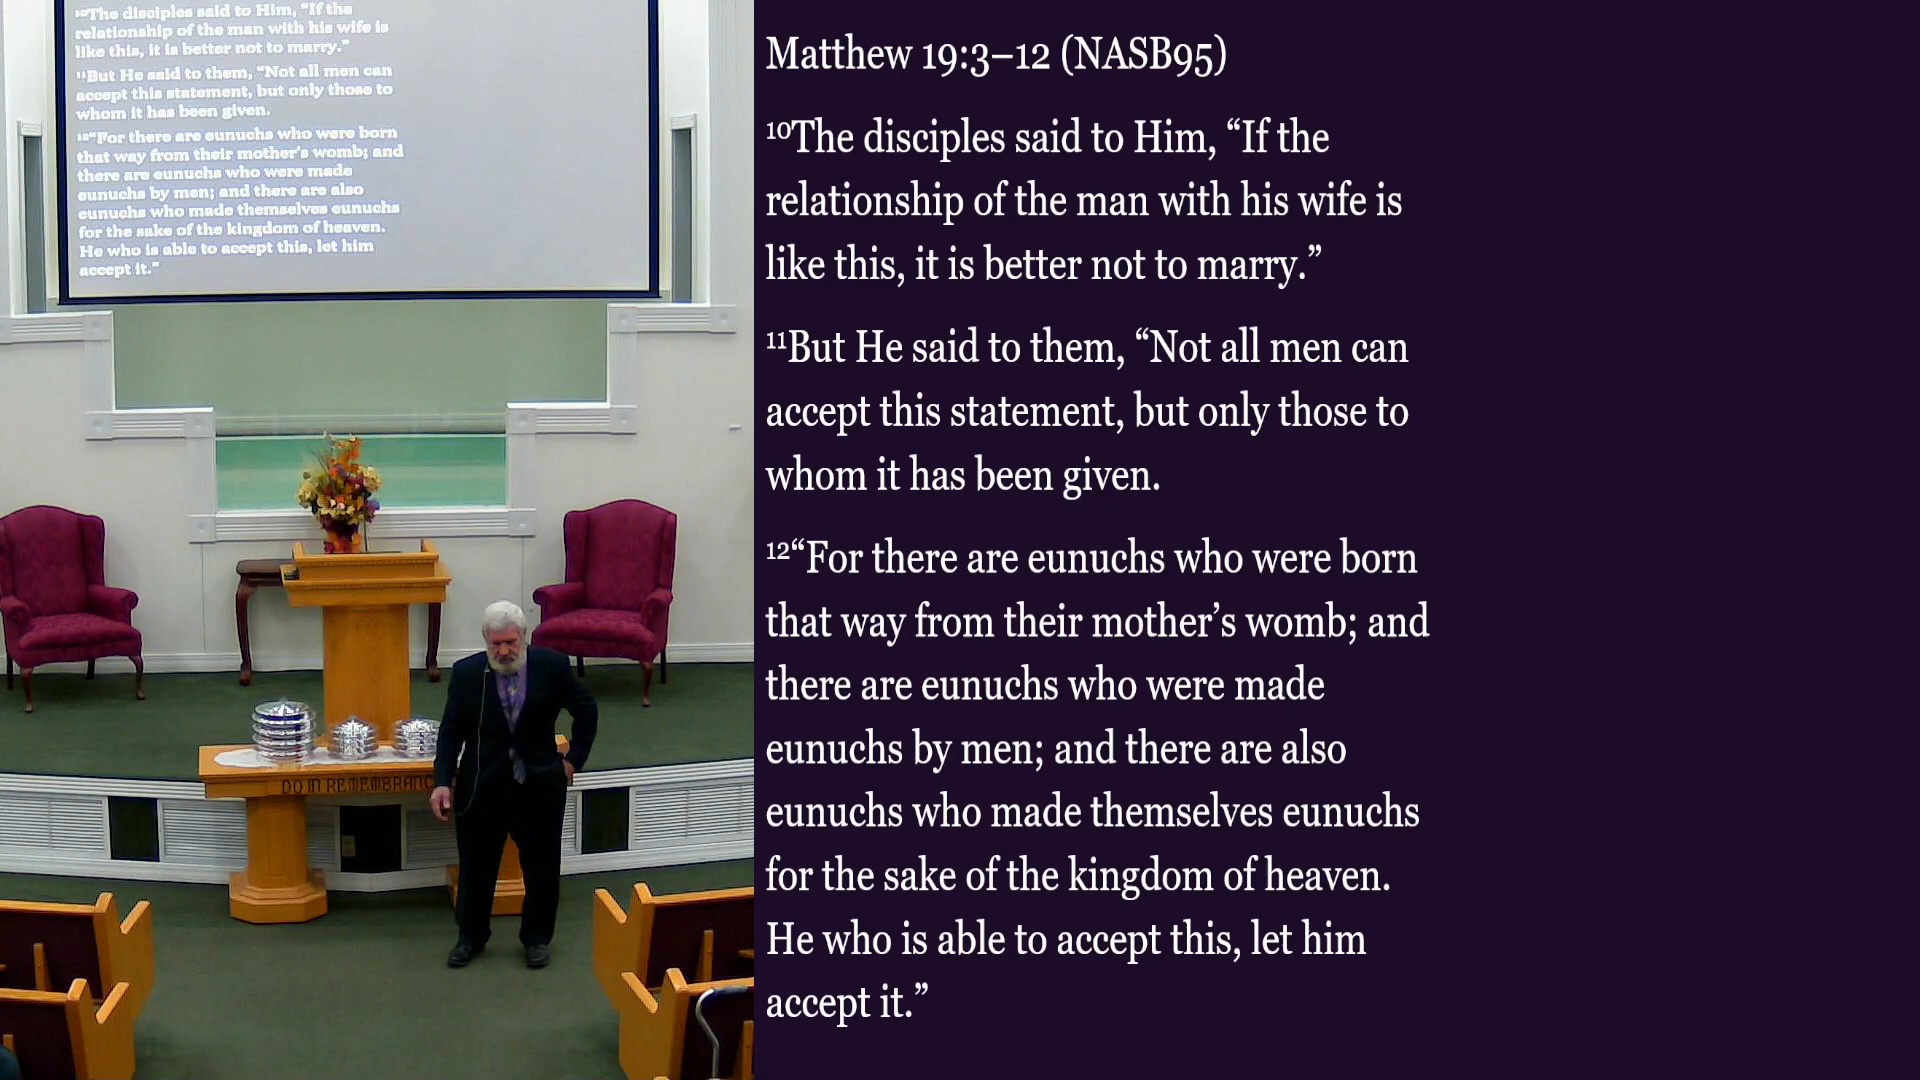 ¹⁰The disciples said to Him, “If the
relationship of the man with his wife is
like this, it is better not to marry.”
¹¹But He said to them, “Not all men can
accept this statement, but only those to
whom it has been given.
¹²“For there are eunuchs who were born
that way from their mother’s womb; and
there are eunuchs who were made
eunuchs by men; and there are also
eunuchs who made themselves eunuchs
for the sake of the kingdom of heaven.
He who is able to accept this, let him
accept it.”
DO IN REMEMBRANC
Matthew 19:3–12 (NASB95)
¹⁰The disciples said to Him, “If the
relationship of the man with his wife is
like this, it is better not to marry.”
¹¹But He said to them, “Not all men can
accept this statement, but only those to
whom it has been given.
¹²“For there are eunuchs who were born
that way from their mother’s womb; and
there are eunuchs who were made
eunuchs by men; and there are also
eunuchs who made themselves eunuchs
for the sake of the kingdom of heaven.
He who is able to accept this, let him
accept it.”